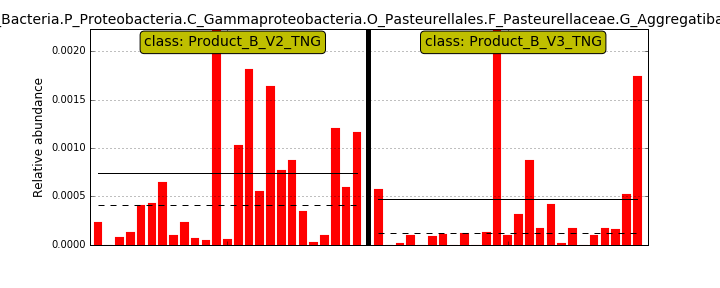 _Bacteria.P_Proteobacteria.C_Gammaproteobacteria.O_Pasteurellales.F_Pasteurellaceae.G_Aggregatiba
class: Product_B_V2_TNG
class: Product_B_V3_TNG
Relative abundance
0.0020
0.0015
0.0010
0.0005
0.0000